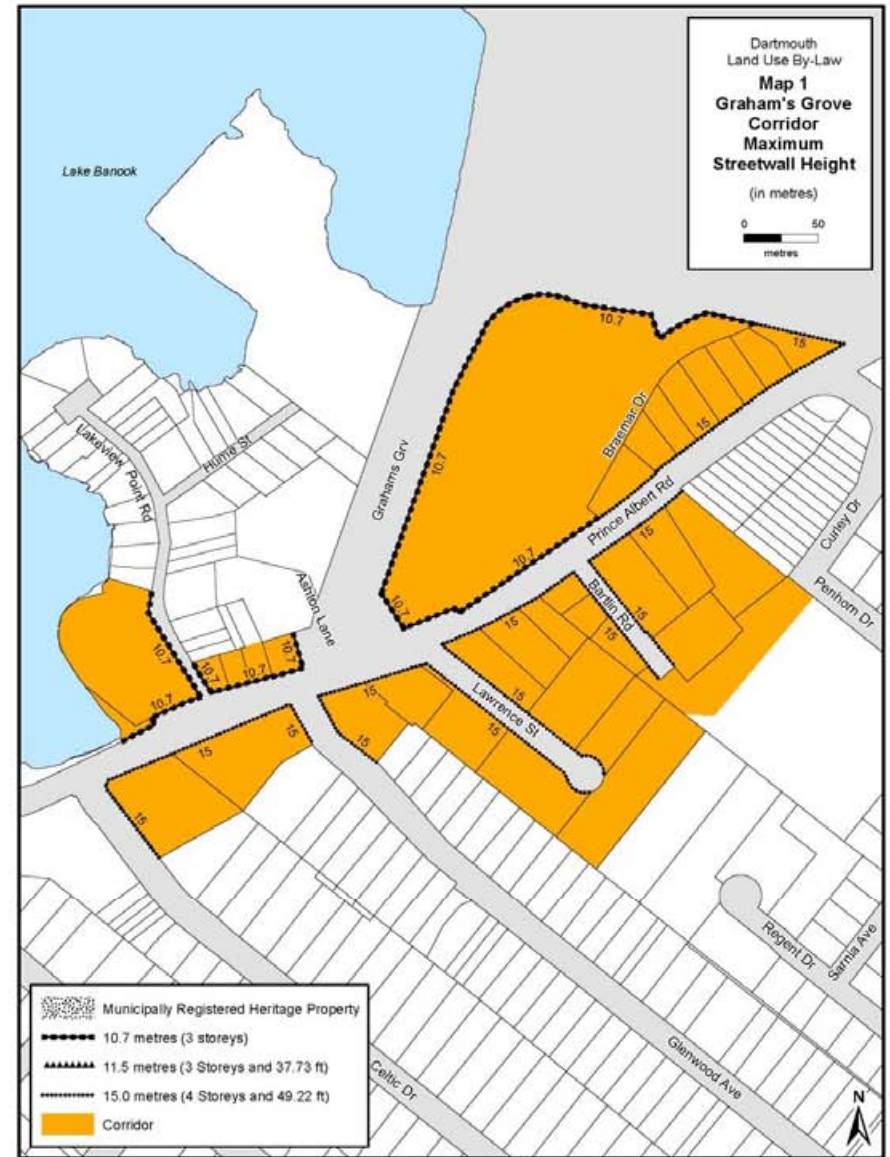 Dartmouth
Land Use By-Law
Map 1
Graham's Grove
Corridor
Maximum
Streetwall Height
(in metres)
0 50
metres
Lake Banook
10.7
15
Braemar Dr
15
Lakeview Point Rd
Hume St
Grahams Grv
10.7
Prince Albert Rd
15
Curley Dr
Penhorn Dr
10.7
Ashton Lane
10.7
Bartlin Rd
15
15
15
10.7
10.7
10.7
10.7
10.7
15
Lawrence St
15
15
15
15
15
15
15
Regent Dr
Sarnia Ave
Glenwood Ave
Celtic Dr
Municipally Registered Heritage Property
10.7 metres (3 storeys)
11.5 metres (3 Storeys and 37.73 ft)
15.0 metres (4 Storeys and 49.22 ft)
Corridor
N